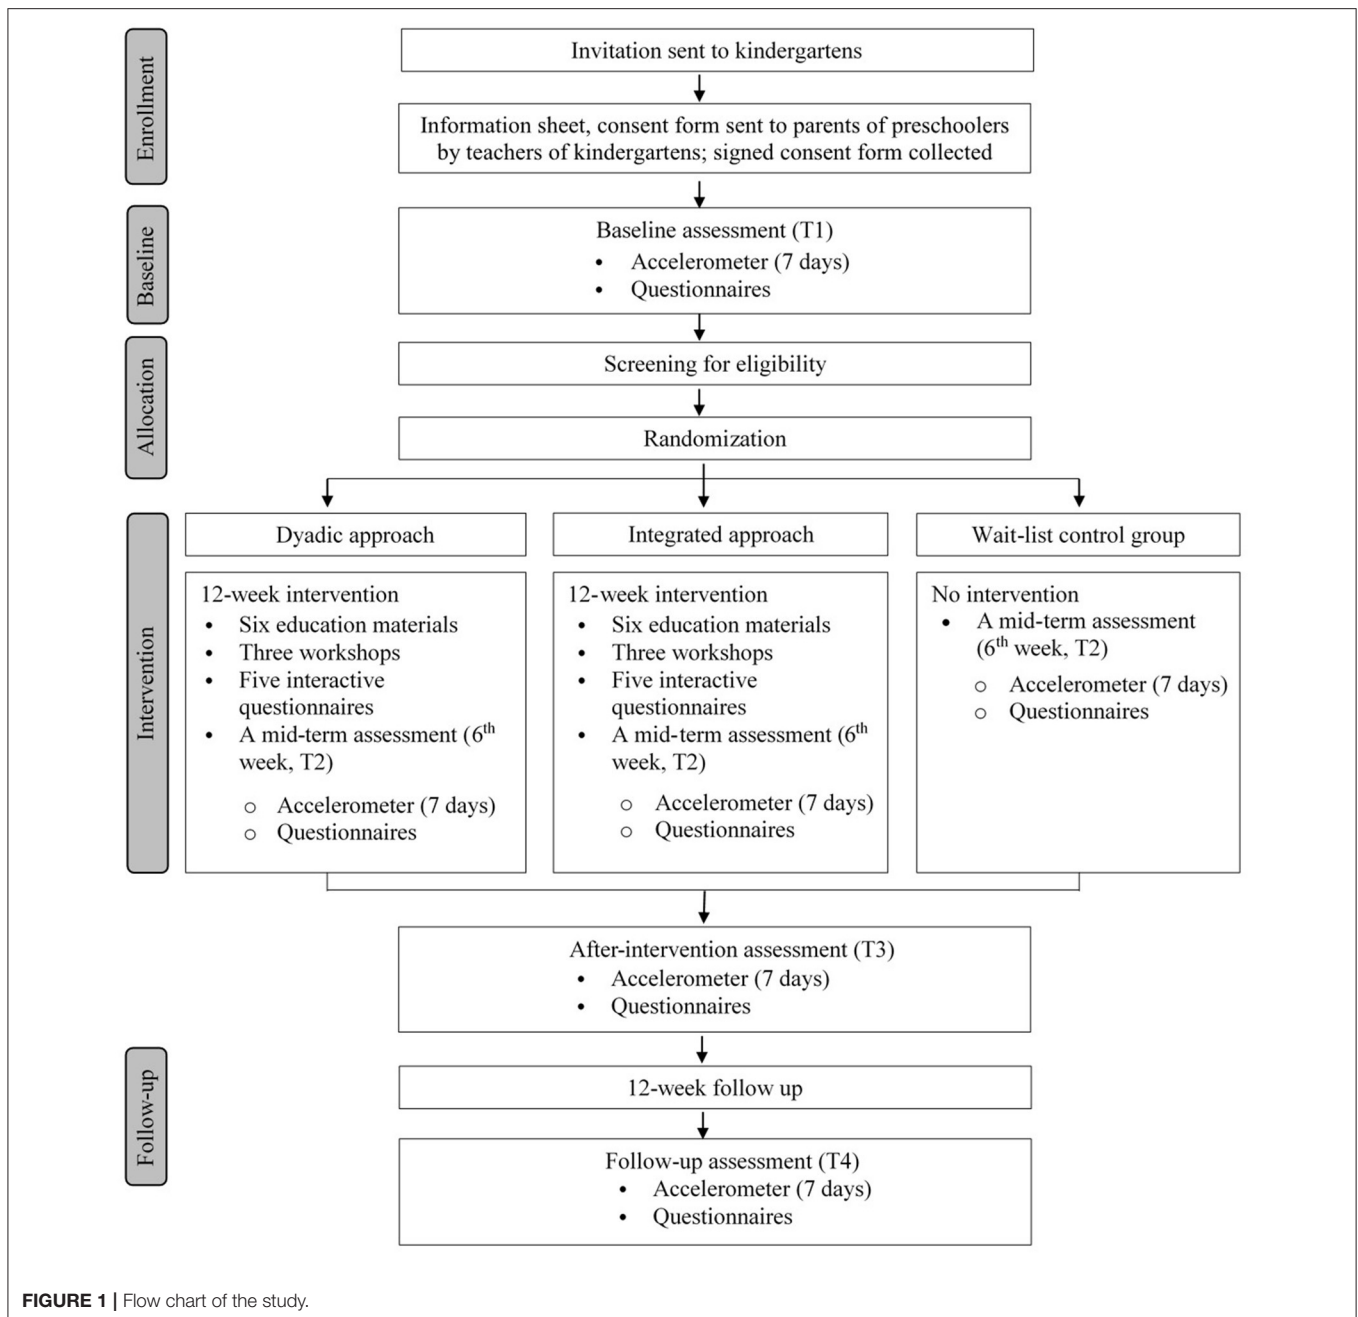 Enrollment
Invitation sent to kindergartens
Information sheet, consent form sent to parents of preschoolers
by teachers of kindergartens; signed consent form collected
Baseline
Baseline assessment (T1)
• Accelerometer (7 days)
• Questionnaires
Allocation
Screening for eligibility
Randomization
Intervention
Dyadic approach
12-week intervention
• Six education materials
• Three workshops
• Five interactive
questionnaires
• A mid-term assessment (6th
week, T2)
o Accelerometer (7 days)
o Questionnaires
Integrated approach
12-week intervention
• Six education materials
• Three workshops
• Five interactive
questionnaires
• A mid-term assessment (6th
week, T2)
o Accelerometer (7 days)
o Questionnaires
Wait-list control group
No intervention
• A mid-term assessment
(6th week, T2)
o Accelerometer (7 days)
o Questionnaires
After-intervention assessment (T3)
• Accelerometer (7 days)
• Questionnaires
Follow-up
12-week follow up
Follow-up assessment (T4)
• Accelerometer (7 days)
• Questionnaires
FIGURE 1 | Flow chart of the study.